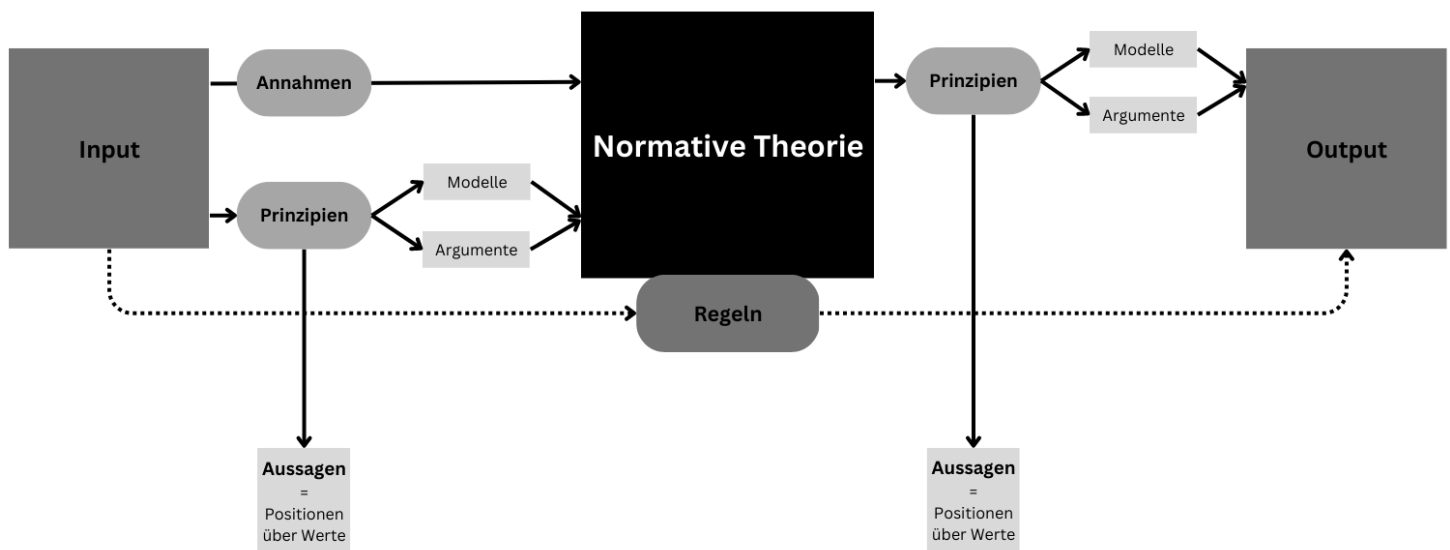 Input
Annahmen
Prinzipien
Modelle
Argumente
Aussagen
=
Positionen
über Werte
Normative Theorie
Regeln
Prinzipien
Modelle
Argumente
Aussagen
=
Positionen
über Werte
Output